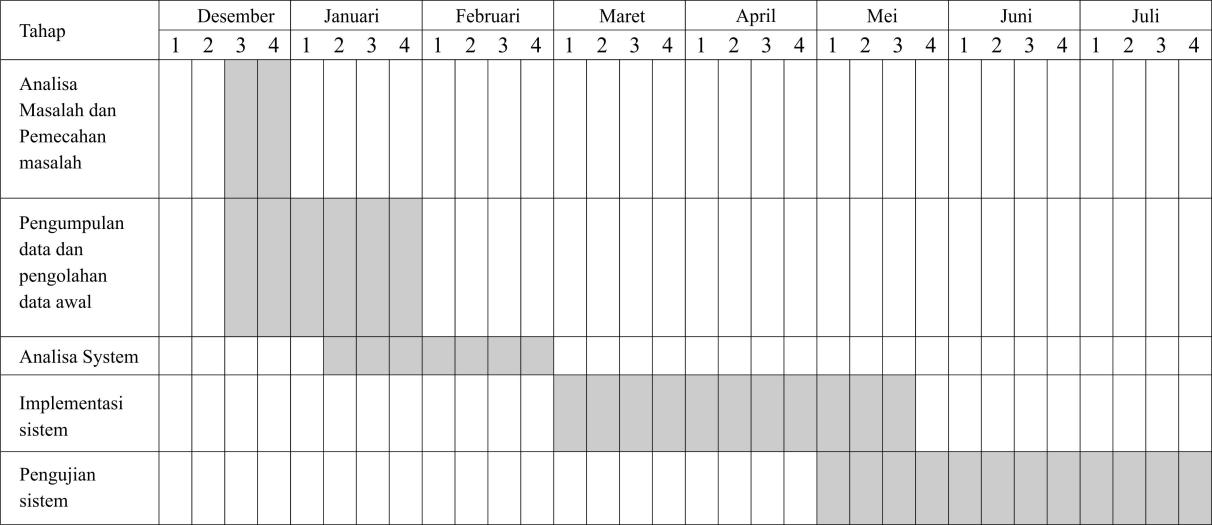 Tahap Desember Januari Februari Maret April Mei Juni Juli
1 2 3 4 1 2 3 4 1 2 3 4 1 2 3 4 1 2 3 4 1 2 3 4 1 2 3 4 1 2 3 4
Analisa
Masalah dan
Pemecahan
masalah
Pengumpulan
data dan
pengolahan
data awal
Analisa System
Implementasi
sistem
Pengujian
sistem